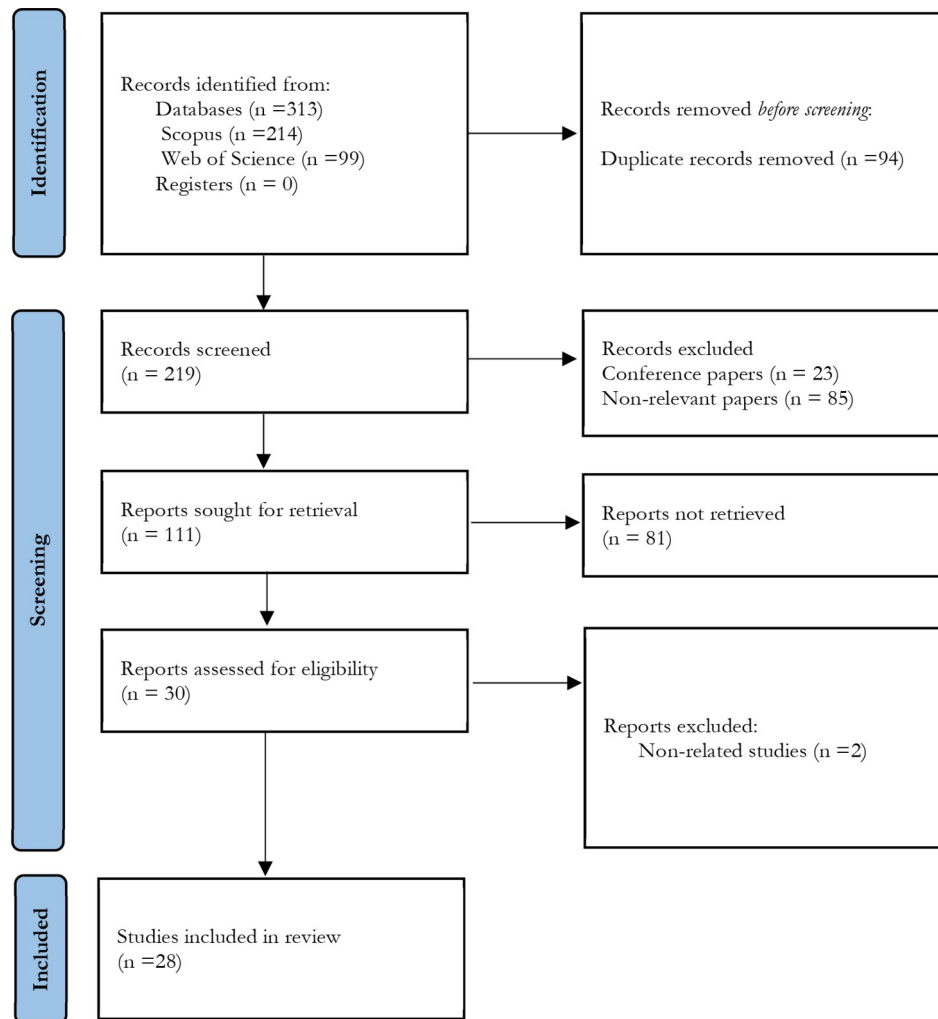 Identification
Records identified from:
Databases (n =313)
Scopus (n =214)
Web of Science (n =99)
Registers (n = 0)
Records removed before screening:
Duplicate records removed (n =94)
Screening
Records screened
(n = 219)
Records excluded
Conference papers (n = 23)
Non-relevant papers (n = 85)
Reports sought for retrieval
(n = 111)
Reports not retrieved
(n = 81)
Reports assessed for eligibility
(n = 30)
Reports excluded:
Non-related studies (n =2)
Included
Studies included in review
(n =28)